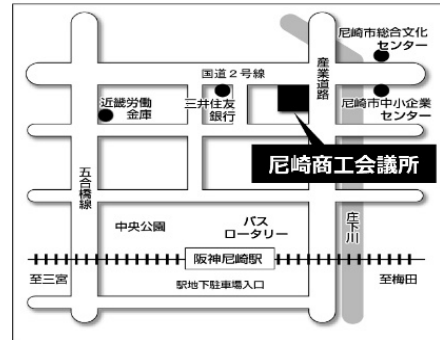 尼崎市総合文化
センター
国道2号線
産業道路
近畿労働
金庫
三井住友
銀行
尼崎市中小企業
センター
尼崎商工会議所
五合橋線
中央公園
バス
ロータリー
庄下川
阪神尼崎駅
至三宮
至梅田
駅地下駐車場入口